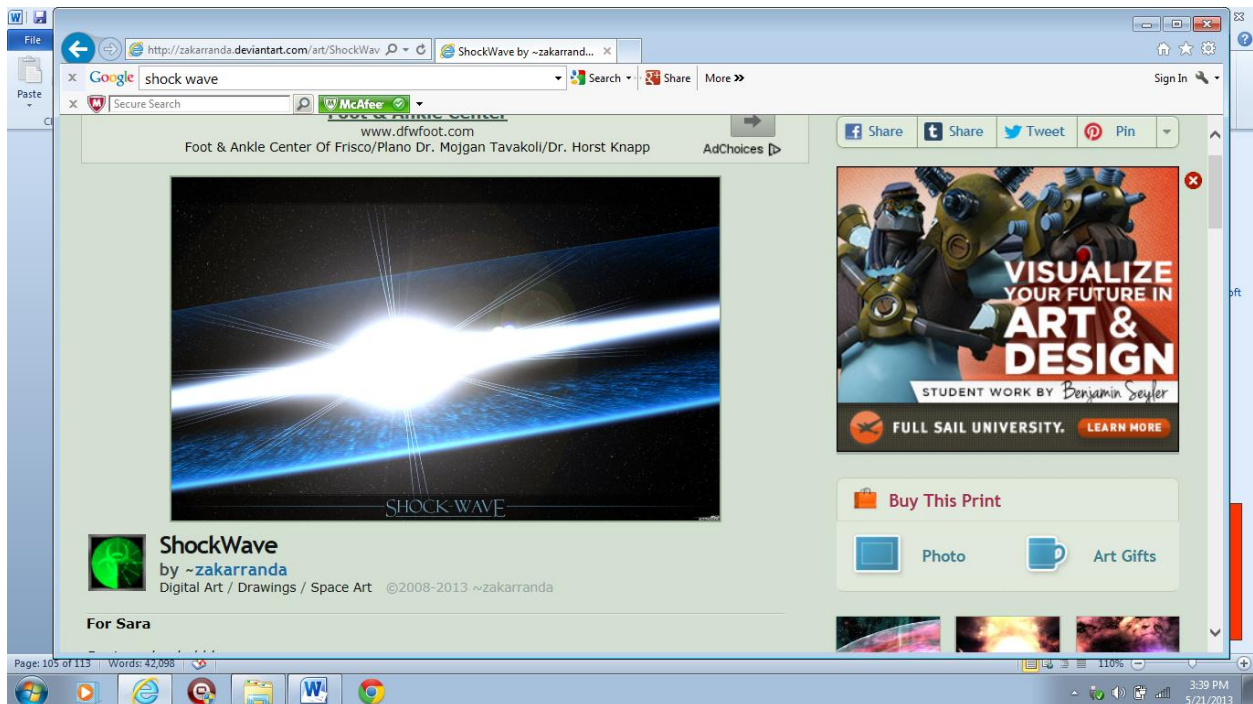 File
Paste
http://zakarranda.deviantart.com/art/ShockWav
ShockWave by ~zakarrand...
Google
shock wave
Search
Share
More »
Sign In
Secure Search
McAfee
Foot & Ankle Center
www.dfwfoot.com
Foot & Ankle Center Of Frisco/Plano Dr. Mojgan Tavakoli/Dr. Horst Knapp
AdChoices
Share
Share
Tweet
Pin
VISUALIZE
YOUR FUTURE IN
ART &
DESIGN
STUDENT WORK BY Benjamin Seyler
FULL SAIL UNIVERSITY.
LEARN MORE
SHOCK-WAVE
ShockWave
by ~zakarranda
Digital Art / Drawings / Space Art ©2008-2013 ~zakarranda
For Sara
Buy This Print
Photo
Art Gifts
Page: 105 of 113
Words: 42,098
110%
3:39 PM
5/21/2013